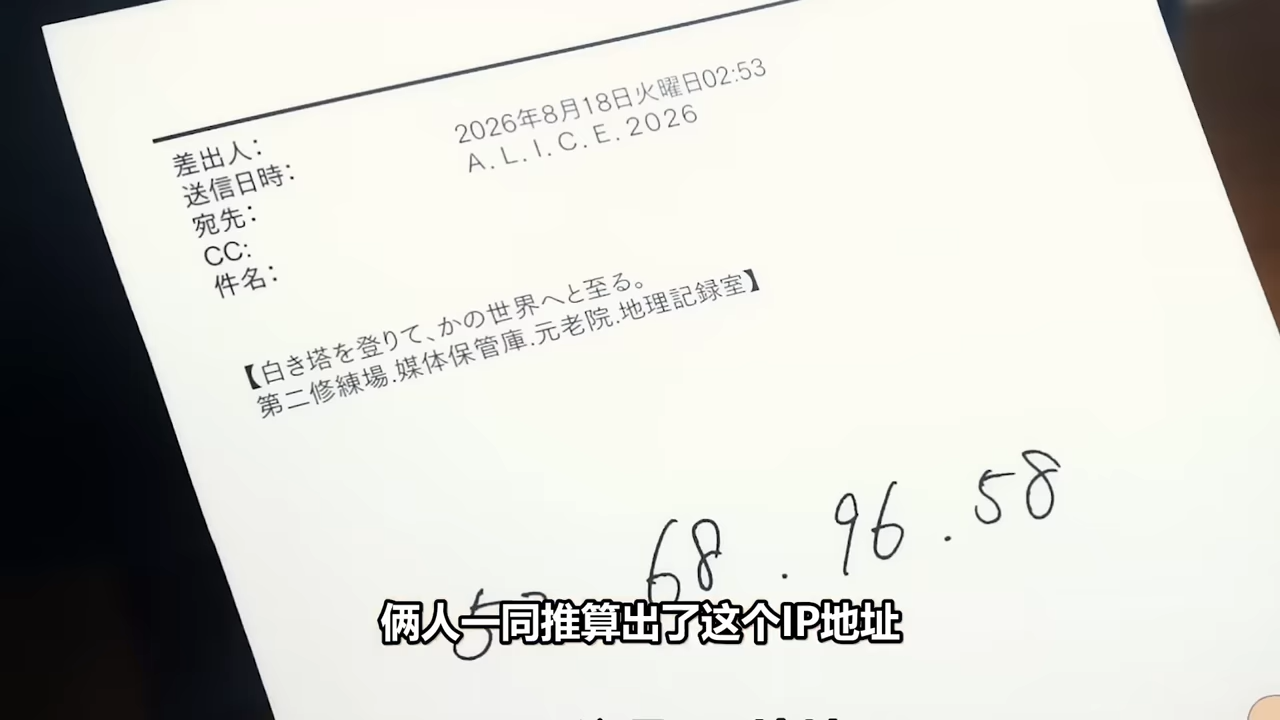 2026年8月18日火曜日02:53
A.L.I.C.E.2026
差出人:
送信日時:
宛先:
CC:
件名:
【白き塔を登りて、かの世界へと至る。
第二修練場.媒体保管庫.元老院.地理記録室】
68.96.58
俩人一同推算出了这个IP地址